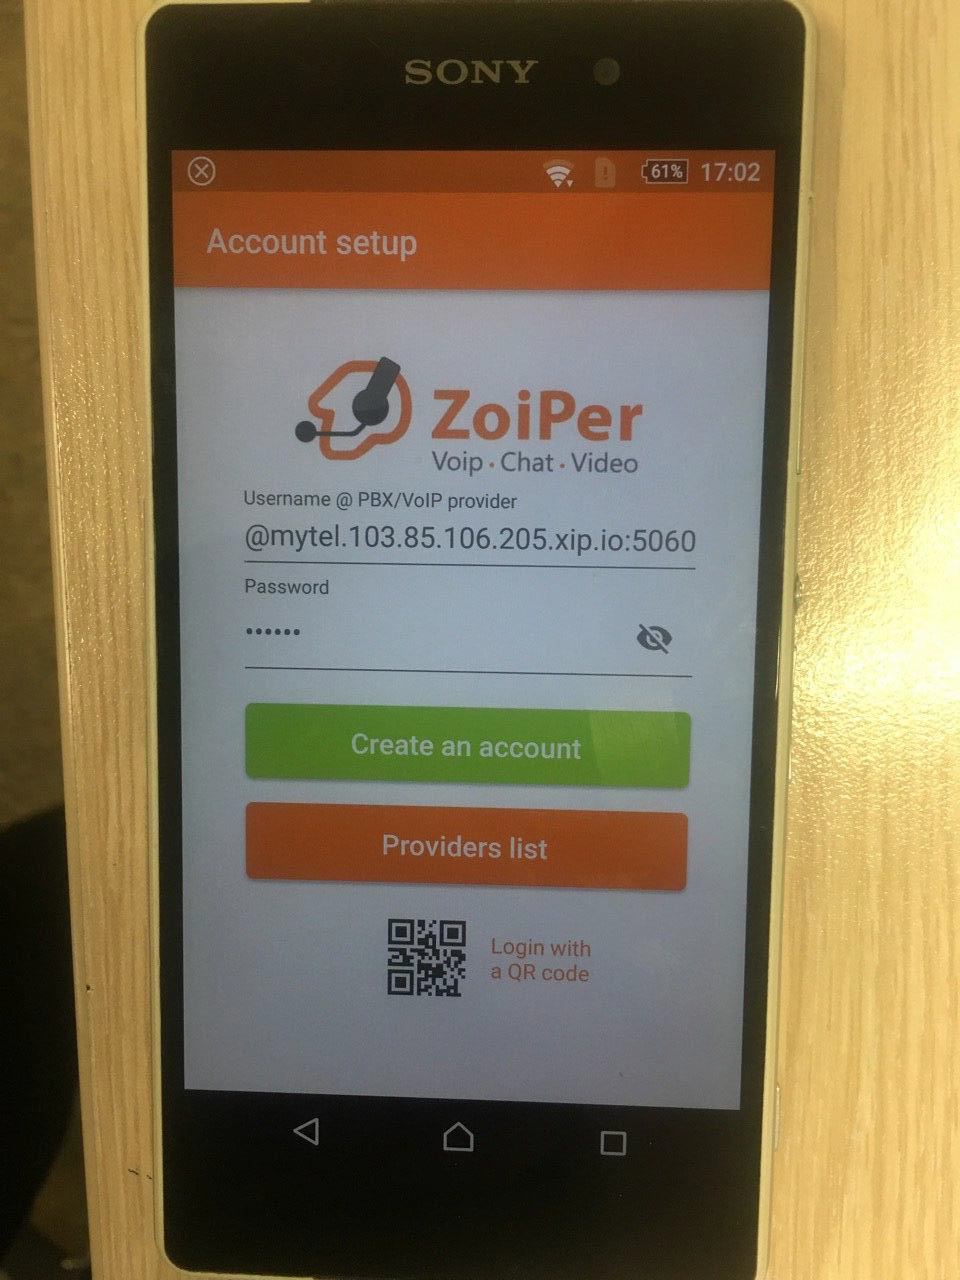 SONY
61% 17:02
Account setup
ZoiPer
Voip · Chat · Video
Username @ PBX/VoIP provider
@mytel.103.85.106.205.xip.io:5060
Password
••••••
Create an account
Providers list
Login with
a QR code